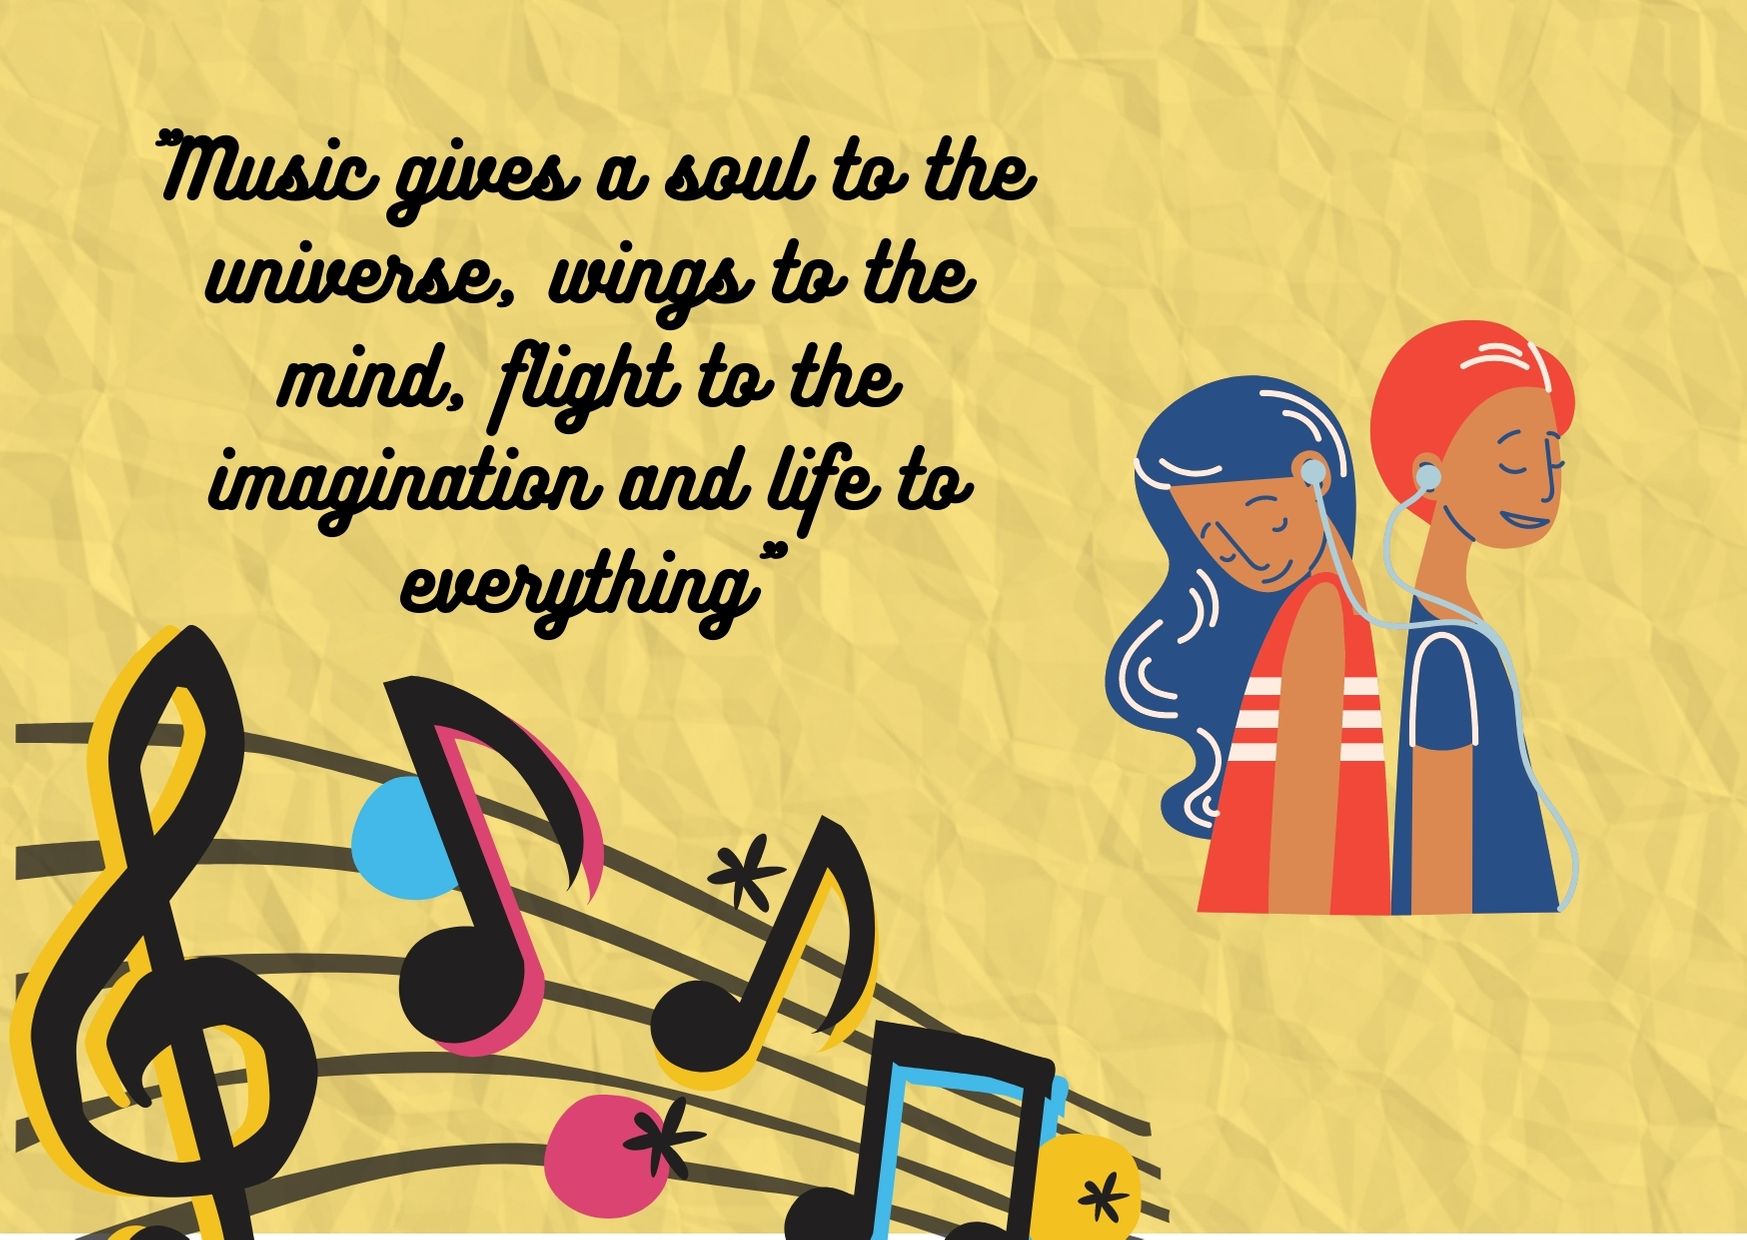 "Music gives a soul to the
universe, wings to the
mind, flight to the
imagination and life to
everything"